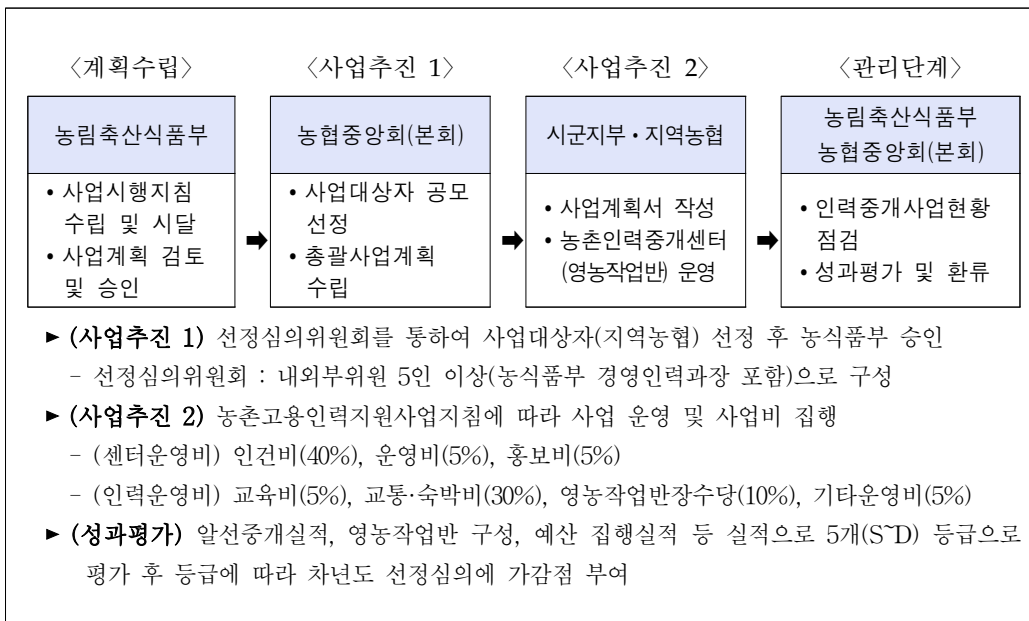 〈계획수립〉
〈사업추진 1〉
〈사업추진 2〉
〈관리단계〉
농림축산식품부
• 사업시행지침
수립 및 시달
• 사업계획 검토
및 승인
➡
농협중앙회(본회)
• 사업대상자 공모
선정
• 총괄사업계획
수립
➡
시군지부・지역농협
• 사업계획서 작성
• 농촌인력중개센터
(영농작업반) 운영
➡
농림축산식품부
농협중앙회(본회)
• 인력중개사업현황
점검
• 성과평가 및 환류
► (사업추진 1) 선정심의위원회를 통하여 사업대상자(지역농협) 선정 후 농식품부 승인
- 선정심의위원회 : 내외부위원 5인 이상(농식품부 경영인력과장 포함)으로 구성
► (사업추진 2) 농촌고용인력지원사업지침에 따라 사업 운영 및 사업비 집행
- (센터운영비) 인건비(40%), 운영비(5%), 홍보비(5%)
- (인력운영비) 교육비(5%), 교통·숙박비(30%), 영농작업반장수당(10%), 기타운영비(5%)
► (성과평가) 알선중개실적, 영농작업반 구성, 예산 집행실적 등 실적으로 5개(S~D) 등급으로
평가 후 등급에 따라 차년도 선정심의에 가감점 부여